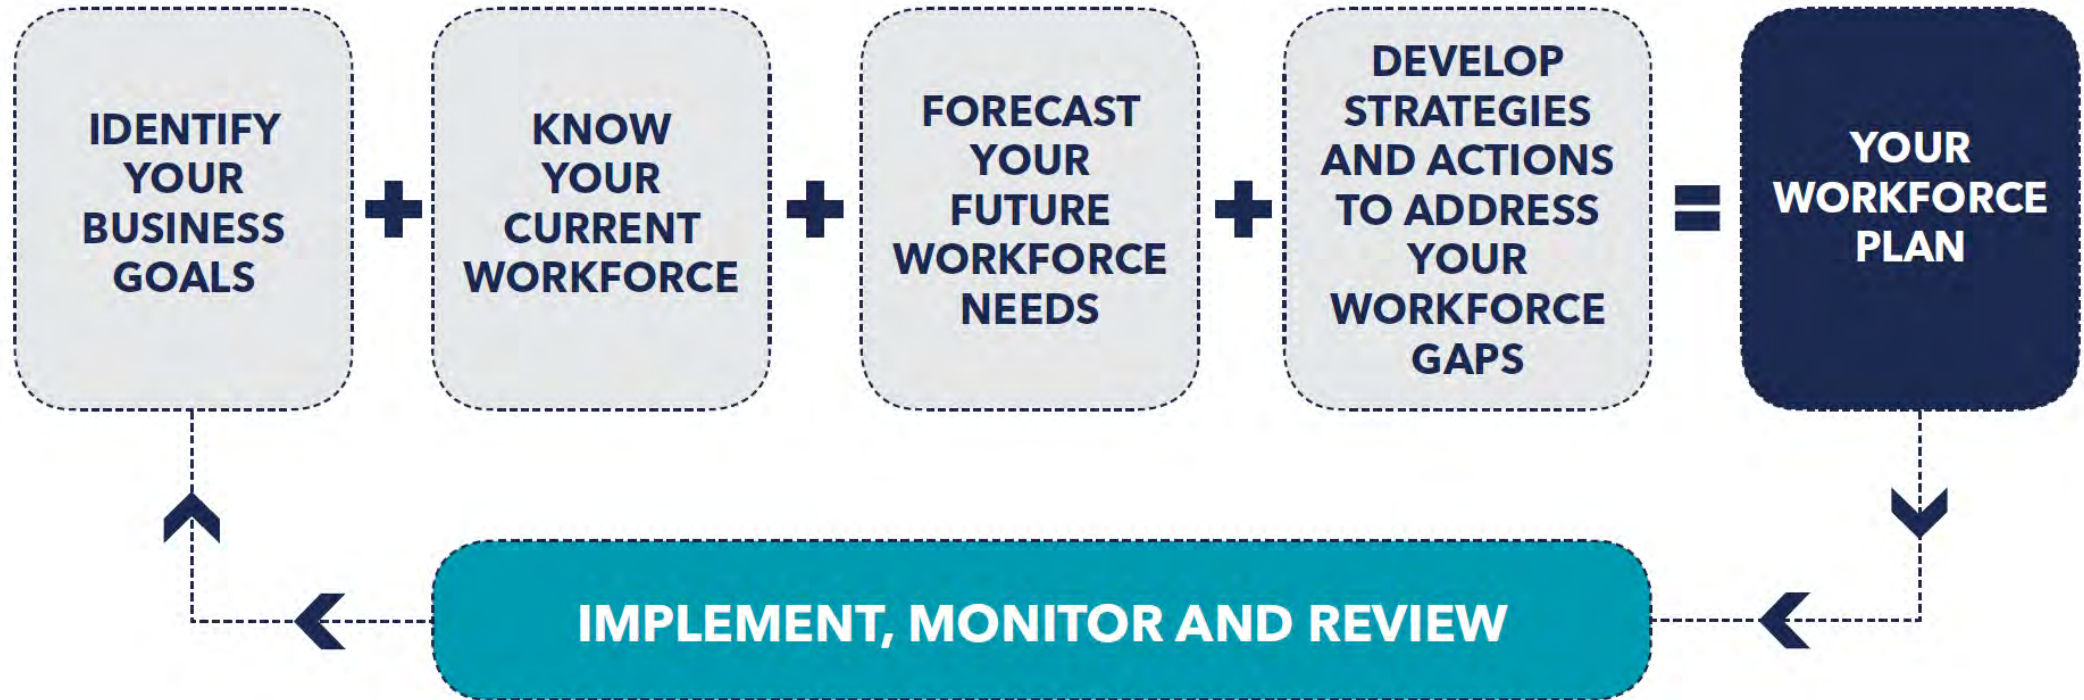 IDENTIFY
YOUR
BUSINESS
GOALS
+
KNOW
YOUR
CURRENT
WORKFORCE
+
FORECAST
YOUR
FUTURE
WORKFORCE
NEEDS
+
DEVELOP
STRATEGIES
AND ACTIONS
TO ADDRESS
YOUR
WORKFORCE
GAPS
=
YOUR
WORKFORCE
PLAN
IMPLEMENT, MONITOR AND REVIEW